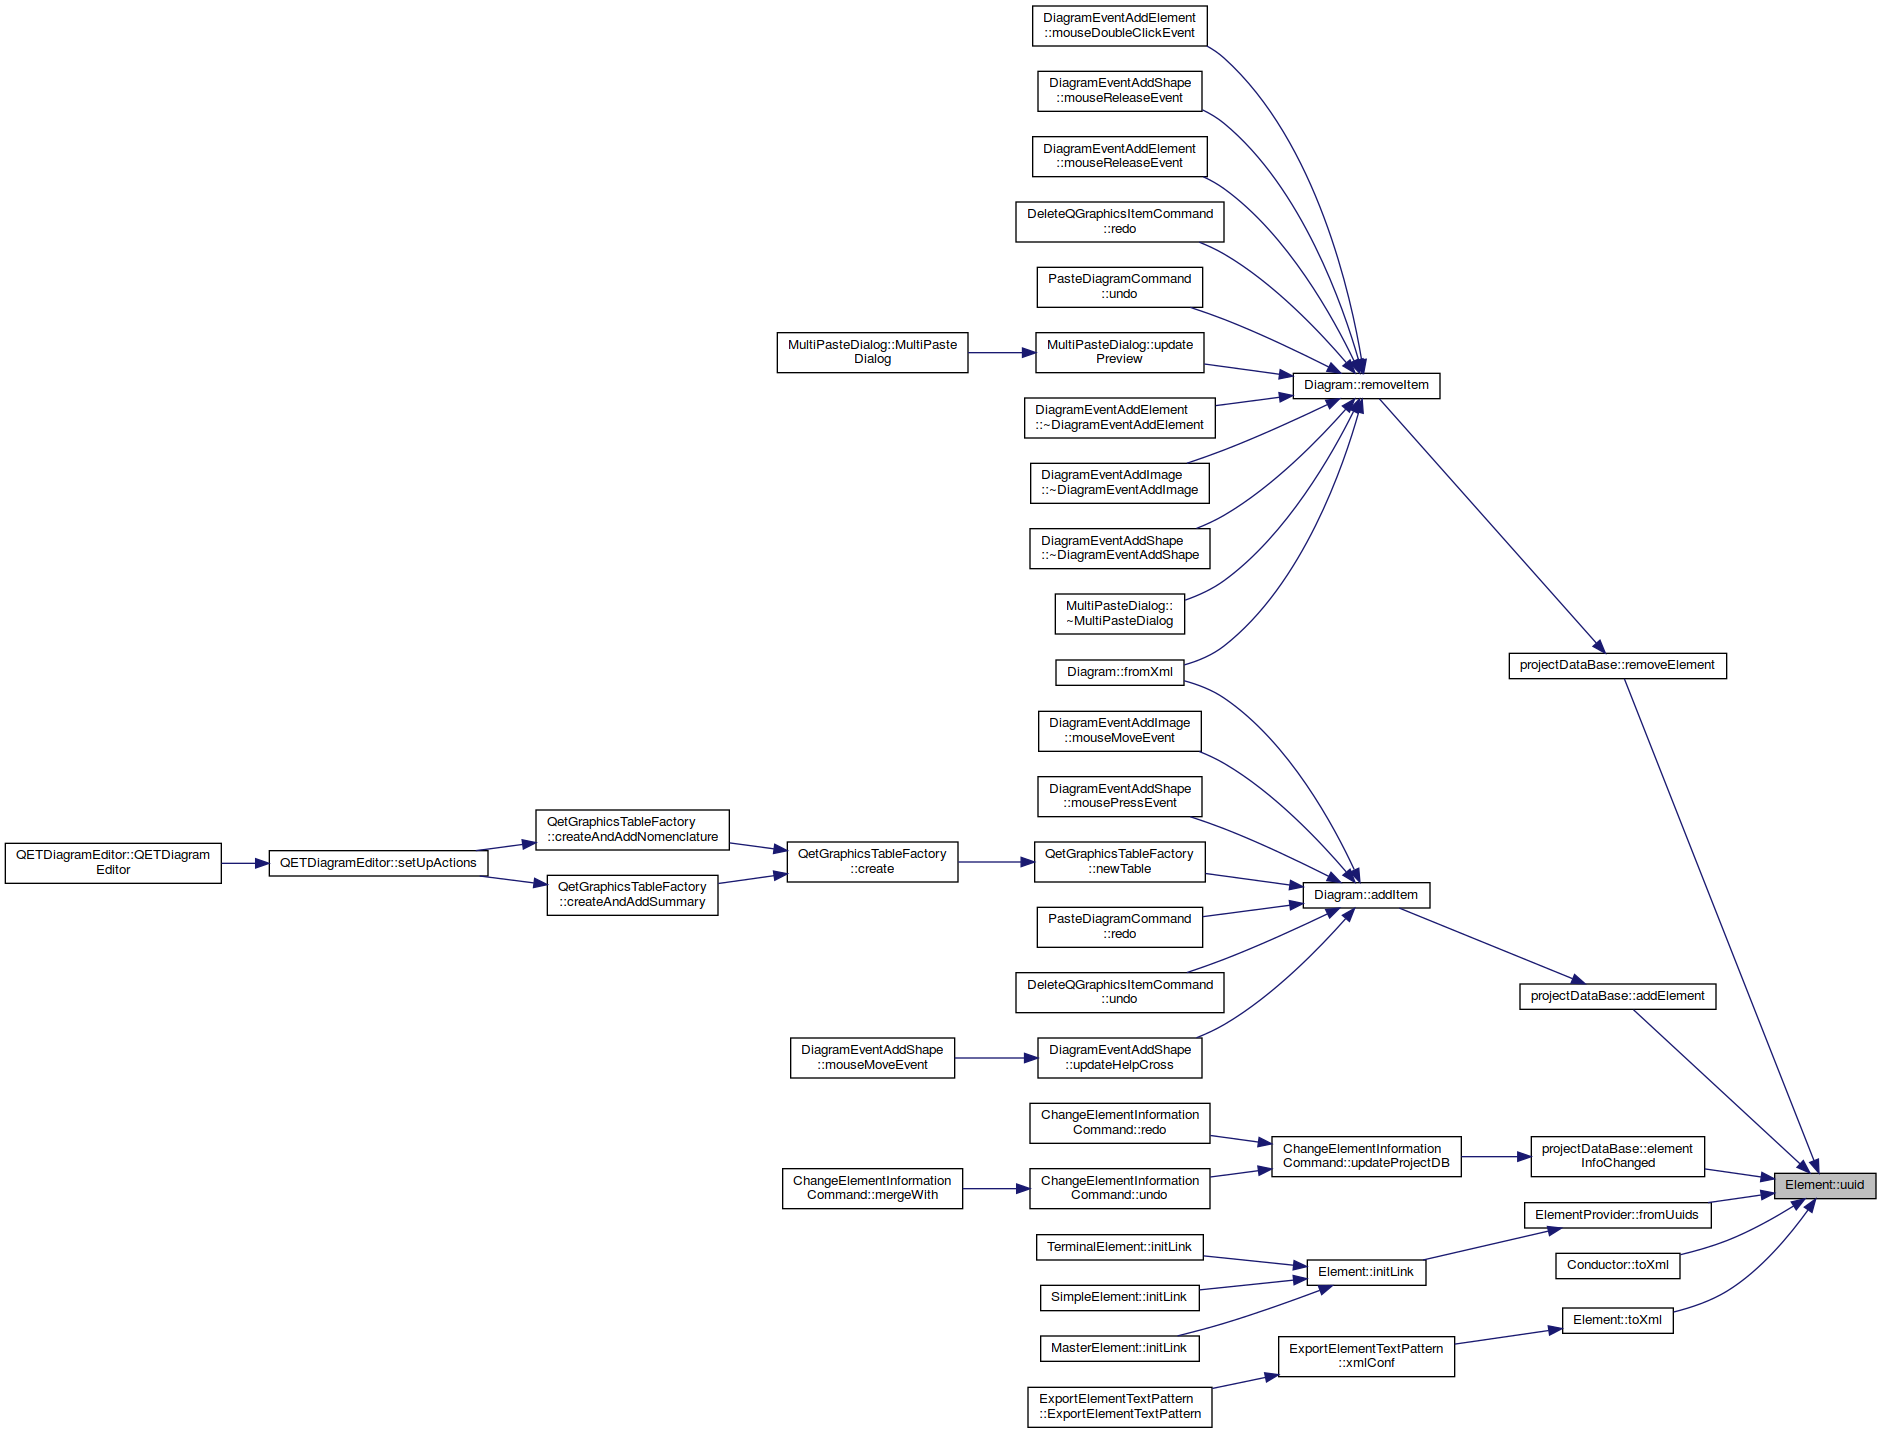 DiagramEventAddElement
::mouseDoubleClickEvent
DiagramEventAddShape
::mouseReleaseEvent
DiagramEventAddElement
::mouseReleaseEvent
DeleteQGraphicsItemCommand
::redo
PasteDiagramCommand
::undo
MultiPasteDialog::MultiPaste
Dialog
MultiPasteDialog::update
Preview
Diagram::removeItem
DiagramEventAddElement
::~DiagramEventAddElement
DiagramEventAddImage
::~DiagramEventAddImage
DiagramEventAddShape
::~DiagramEventAddShape
MultiPasteDialog::
~MultiPasteDialog
Diagram::fromXml
projectDataBase::removeElement
DiagramEventAddImage
::mouseMoveEvent
DiagramEventAddShape
::mousePressEvent
QETDiagramEditor::QETDiagram
Editor
QETDiagramEditor::setUpActions
QetGraphicsTableFactory
::createAndAddNomenclature
QetGraphicsTableFactory
::createAndAddSummary
QetGraphicsTableFactory
::create
QetGraphicsTableFactory
::newTable
Diagram::addItem
PasteDiagramCommand
::redo
DeleteQGraphicsItemCommand
::undo
projectDataBase::addElement
DiagramEventAddShape
::mouseMoveEvent
DiagramEventAddShape
::updateHelpCross
ChangeElementInformation
Command::redo
ChangeElementInformation
Command::updateProjectDB
projectDataBase::element
InfoChanged
ChangeElementInformation
Command::mergeWith
ChangeElementInformation
Command::undo
Element::uuid
ElementProvider::fromUuids
TerminalElement::initLink
Element::initLink
Conductor::toXml
SimpleElement::initLink
Element::toXml
MasterElement::initLink
ExportElementTextPattern
::xmlConf
ExportElementTextPattern
::ExportElementTextPattern